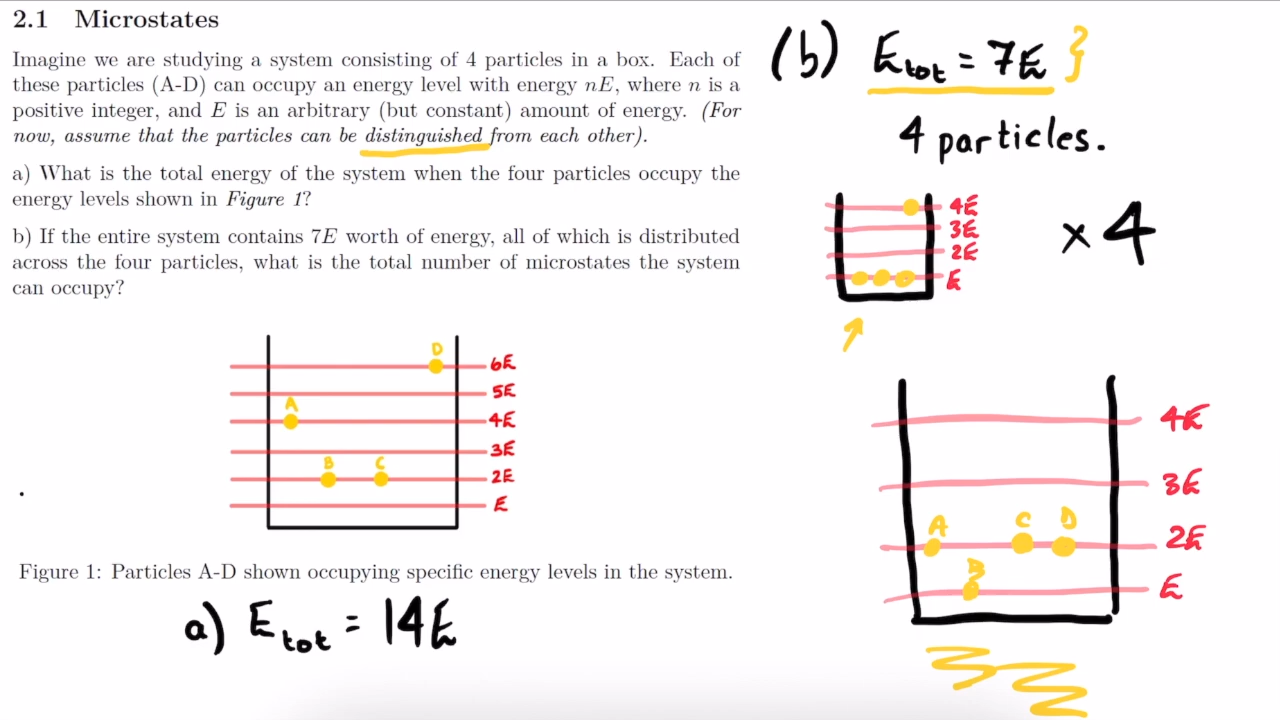 2.1 Microstates
Imagine we are studying a system consisting of 4 particles in a box. Each of
these particles (A-D) can occupy an energy level with energy nE, where n is a
positive integer, and E is an arbitrary (but constant) amount of energy. (For
now, assume that the particles can be distinguished from each other).
a) What is the total energy of the system when the four particles occupy the
energy levels shown in Figure 1?
b) If the entire system contains 7E worth of energy, all of which is distributed
across the four particles, what is the total number of microstates the system
can occupy?
D
6E
5E
A
4E
3E
B C
2E
E
Figure 1: Particles A-D shown occupying specific energy levels in the system.
a) Etot = 14E
(b) Etot = 7E }
4 particles.
4E
3E
2E
E
× 4
4E
3E
A C D
2E
B
E